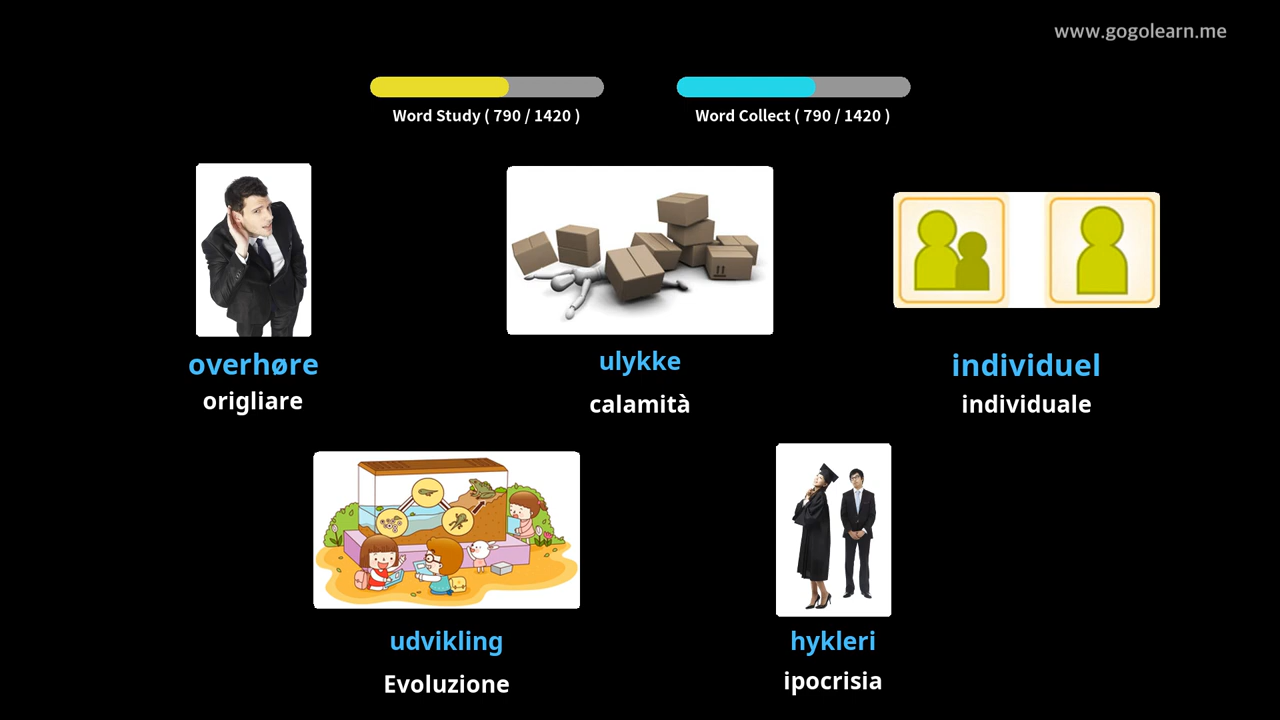 www.gogolearn.me
Word Study ( 790 / 1420 )
Word Collect ( 790 / 1420 )
overhøre
origliare
ulykke
calamità
individuel
individuale
udvikling
Evoluzione
hykleri
ipocrisia